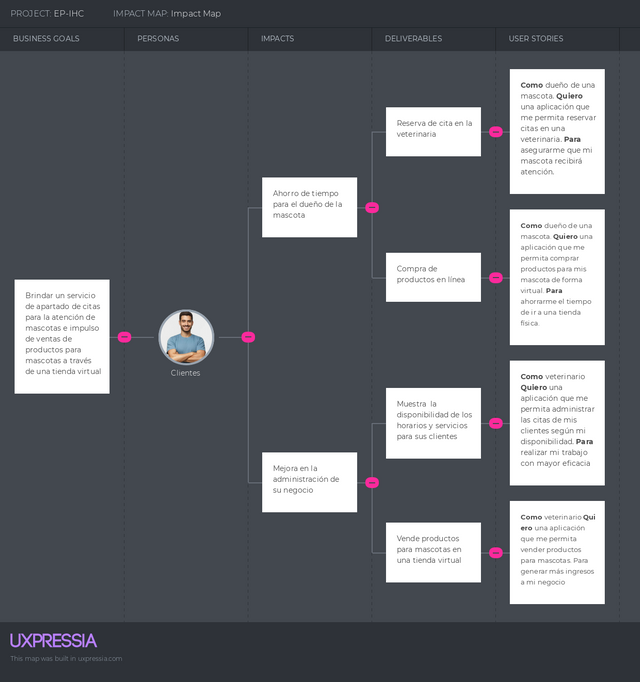 PROJECT: EP-IHC IMPACT MAP: Impact Map
BUSINESS GOALS PERSONAS IMPACTS DELIVERABLES USER STORIES
Brindar un servicio
de apartado de citas
para la atención de
mascotas e impulso
de ventas de
productos para
mascotas a través
de una tienda virtual
Clientes
Ahorro de tiempo
para el dueño de la
mascota
Reserva de cita en la
veterinaria
Como dueño de una
mascota. Quiero
una aplicación que
me permita reservar
citas en una
veterinaria. Para
asegurarme que mi
mascota recibirá
atención.
Compra de
productos en línea
Como dueño de una
mascota. Quiero una
aplicación que me
permita comprar
productos para mis
mascota de forma
virtual. Para
ahorrarme el tiempo
de ir a una tienda
física.
Mejora en la
administración de
su negocio
Muestra la
disponibilidad de los
horarios y servicios
para sus clientes
Como veterinario
Quiero una
aplicación que me
permita administrar
las citas de mis
clientes según mi
disponibilidad. Para
realizar mi trabajo
con mayor eficacia
Vende productos
para mascotas en
una tienda virtual
Como veterinario Qui
ero una aplicación
que me permita
vender productos
para mascotas. Para
generar más ingresos
a mi negocio
UXPRESSIA
This map was built in uxpressia.com